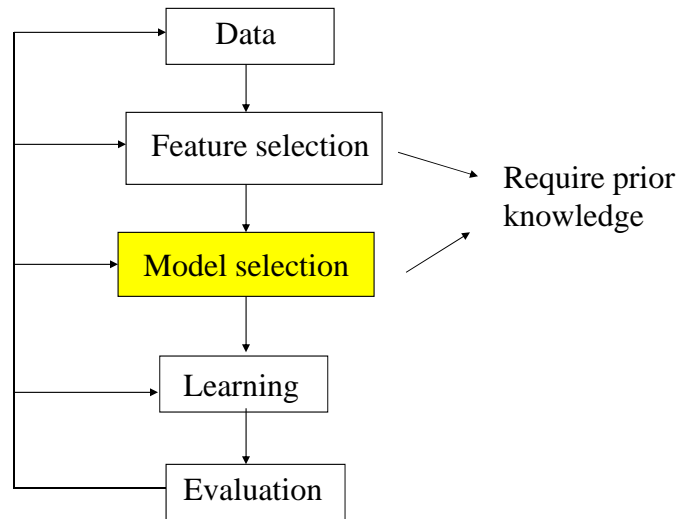 Data
Feature selection
Require prior
knowledge
Model selection
Learning
Evaluation